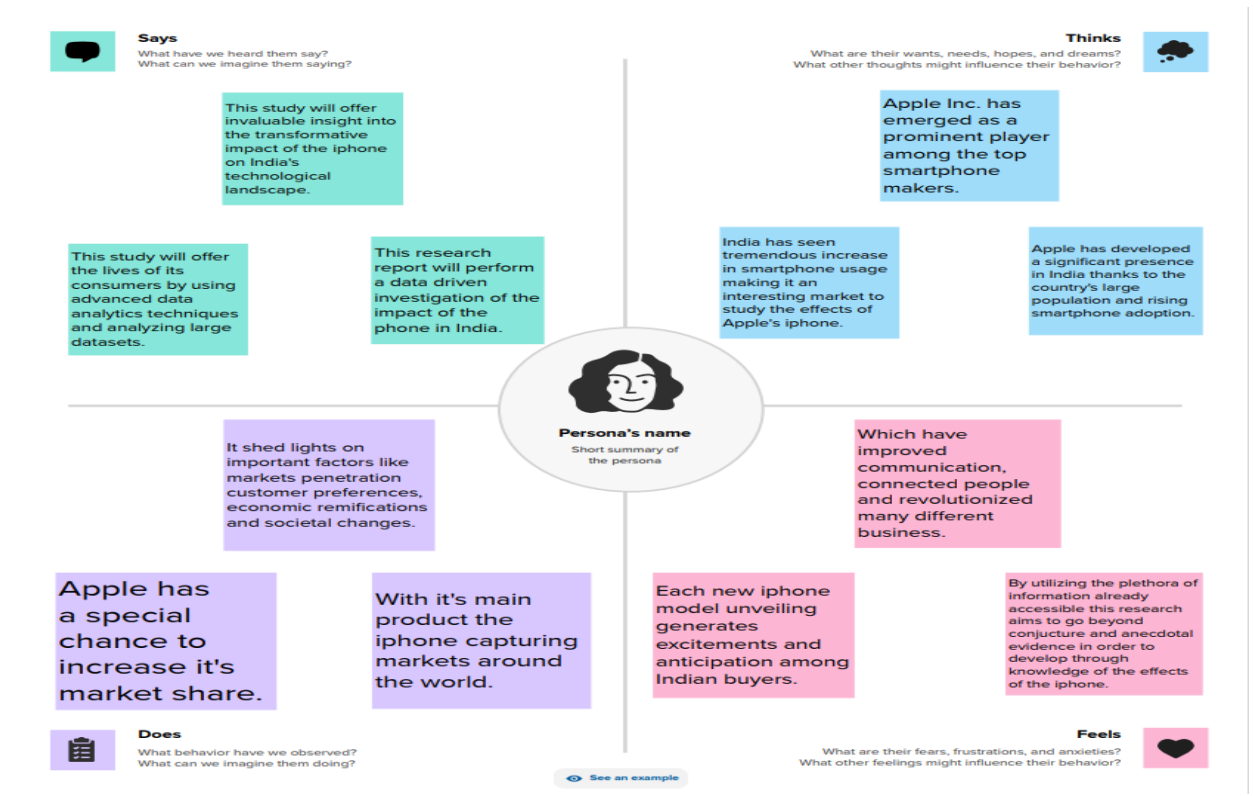 Says
What have we heard them say?
What can we imagine them saying?
Thinks
What are their wants, needs, hopes, and dreams?
What other thoughts might influence their behavior?
This study will offer
invaluable insight into
the transformative
impact of the iphone
on India's
technological
landscape.
Apple Inc. has
emerged as a
prominent player
among the top
smartphone
makers.
This study will offer
the lives of its
consumers by using
advanced data
analytics techniques
and analyzing large
datasets.
This research
report will perform
a data driven
investigation of the
impact of the
phone in India.
India has seen
tremendous increase
in smartphone usage
making it an
interesting market to
study the effects of
Apple's iphone.
Apple has developed
a significant presence
in India thanks to the
country's large
population and rising
smartphone adoption.
Persona's name
Short summary of
the persona
It shed lights on
important factors like
markets penetration
customer preferences,
economic remifications
and societal changes.
Which have
improved
communication,
connected people
and revolutionized
many different
business.
Apple has
a special
chance to
increase it's
market share.
With it's main
product the
iphone capturing
markets around
the world.
Each new iphone
model unveiling
generates
excitements and
anticipation among
Indian buyers.
By utilizing the plethora of
information already
accessible this research
aims to go beyond
conjucture and anecdotal
evidence in order to
develop through
knowledge of the effects
of the iphone.
Does
What behavior have we observed?
What can we imagine them doing?
Feels
What are their fears, frustrations, and anxieties?
What other feelings might influence their behavior?
See an example